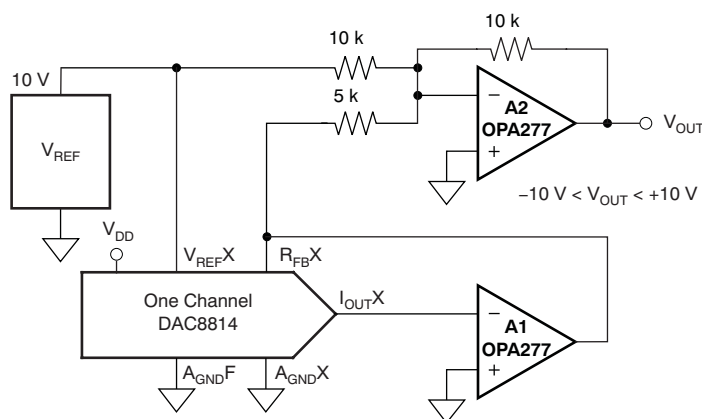 10 k
10 k
10 V
5 k
V_REF
−
A2
OPA277
+
V_OUT
−10 V < V_OUT < +10 V
V_DD
V_REFX
R_FBX
One Channel
DAC8814
I_OUTX
−
A1
OPA277
+
A_GNDF
A_GNDX